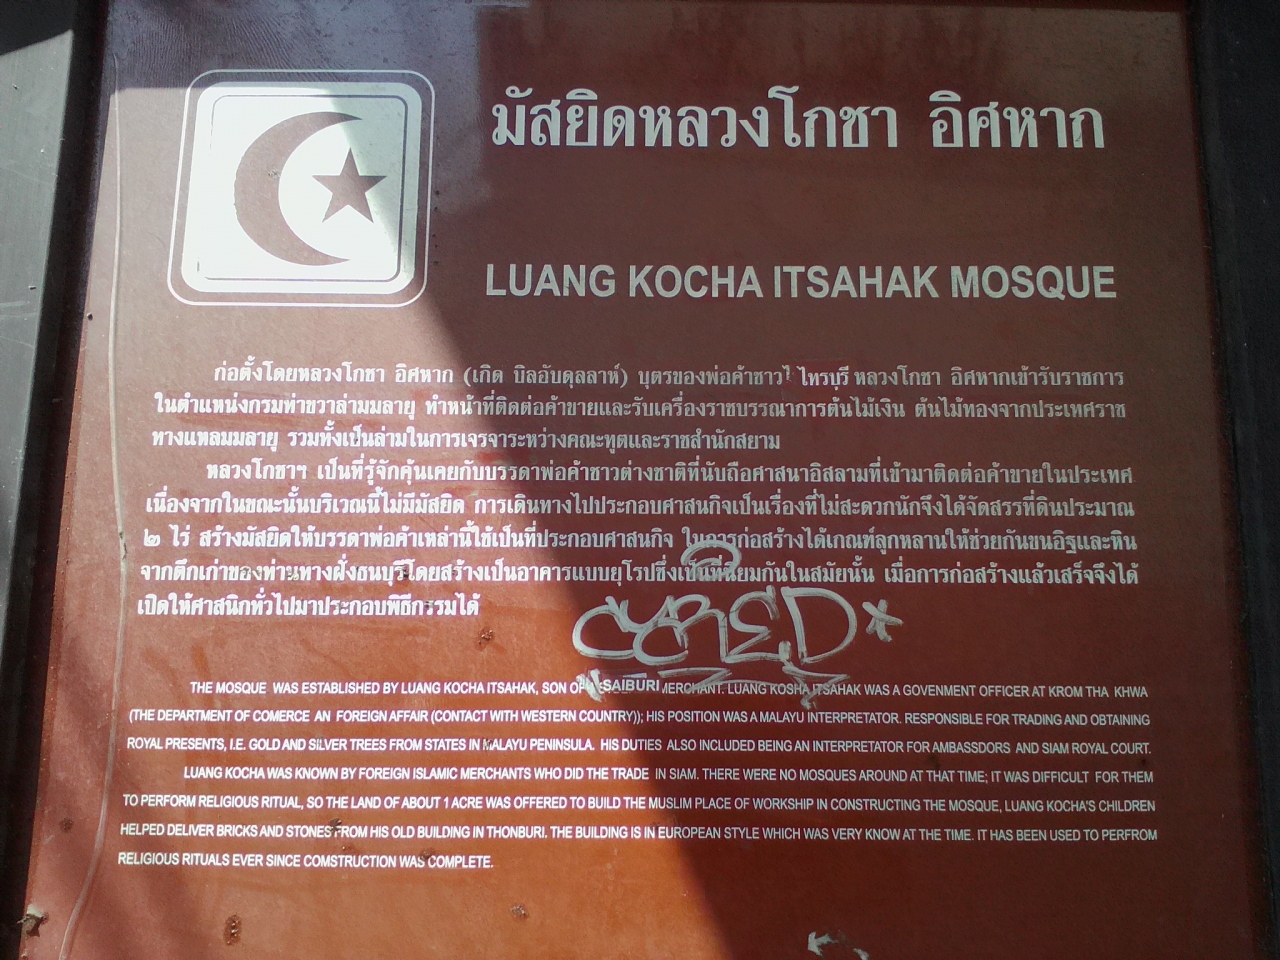 มัสยิดหลวงโกชา อิศหาก
LUANG KOCHA ITSAHAK MOSQUE
ก่อตั้งโดยหลวงโกชา อิศหาก (เกิด บิลอับดุลลาห์) บุตรของพ่อค้าชาว ไทรบุรี หลวงโกชา อิศหากเข้ารับราชการ
ในตำแหน่งกรมท่าขวาล่ามมลายุ ทำหน้าที่ติดต่อค้าขายและรับเครื่องราชบรรณาการต้นไม้เงิน ต้นไม้ทองจากประเทศราช
ทางแหลมมลายุ รวมทั้งเป็นล่ามในการเจรจาระหว่างคณะทูตและราชสำนักสยาม
หลวงโกชาฯ เป็นที่รู้จักคุ้นเคยกับบรรดาพ่อค้าชาวต่างชาติที่นับถือศาสนาอิสลามที่เข้ามาติดต่อค้าขายในประเทศ
เนื่องจากในขณะนั้นบริเวณนี้ไม่มีมัสยิด การเดินทางไปประกอบศาสนกิจเป็นเรื่องที่ไม่สะดวกนักจึงได้จัดสรรที่ดินประมาณ
๒ ไร่ สร้างมัสยิดให้บรรดาพ่อค้าเหล่านี้ใช้เป็นที่ประกอบศาสนกิจ ในการก่อสร้างได้เกณฑ์ลูกหลานให้ช่วยกันขนอิฐและหิน
จากตึกเก่าของท่านทางฝั่งธนบุรีโดยสร้างเป็นอาคารแบบยุโรปซึ่งเป็นที่นิยมกันในสมัยนั้น เมื่อการก่อสร้างแล้วเสร็จจึงได้
เปิดให้ศาสนิกทั่วไปมาประกอบพิธีกรรมได้
THE MOSQUE WAS ESTABLISHED BY LUANG KOCHA ITSAHAK, SON OF SAIBURI MERCHANT. LUANG KOSHA ITSAHAK WAS A GOVENMENT OFFICER AT KROM THA KHWA
(THE DEPARTMENT OF COMERCE AN FOREIGN AFFAIR (CONTACT WITH WESTERN COUNTRY)); HIS POSITION WAS A MALAYU INTERPRETATOR. RESPONSIBLE FOR TRADING AND OBTAINING
ROYAL PRESENTS, I.E. GOLD AND SILVER TREES FROM STATES IN MALAYU PENINSULA. HIS DUTIES ALSO INCLUDED BEING AN INTERPRETATOR FOR AMBASSDORS AND SIAM ROYAL COURT.
LUANG KOCHA WAS KNOWN BY FOREIGN ISLAMIC MERCHANTS WHO DID THE TRADE IN SIAM. THERE WERE NO MOSQUES AROUND AT THAT TIME; IT WAS DIFFICULT FOR THEM
TO PERFORM RELIGIOUS RITUAL, SO THE LAND OF ABOUT 1 ACRE WAS OFFERED TO BUILD THE MUSLIM PLACE OF WORKSHIP IN CONSTRUCTING THE MOSQUE, LUANG KOCHA'S CHILDREN
HELPED DELIVER BRICKS AND STONES FROM HIS OLD BUILDING IN THONBURI. THE BUILDING IS IN EUROPEAN STYLE WHICH WAS VERY KNOW AT THE TIME. IT HAS BEEN USED TO PERFROM
RELIGIOUS RITUALS EVER SINCE COMSTRUCTION WAS COMPLETE.